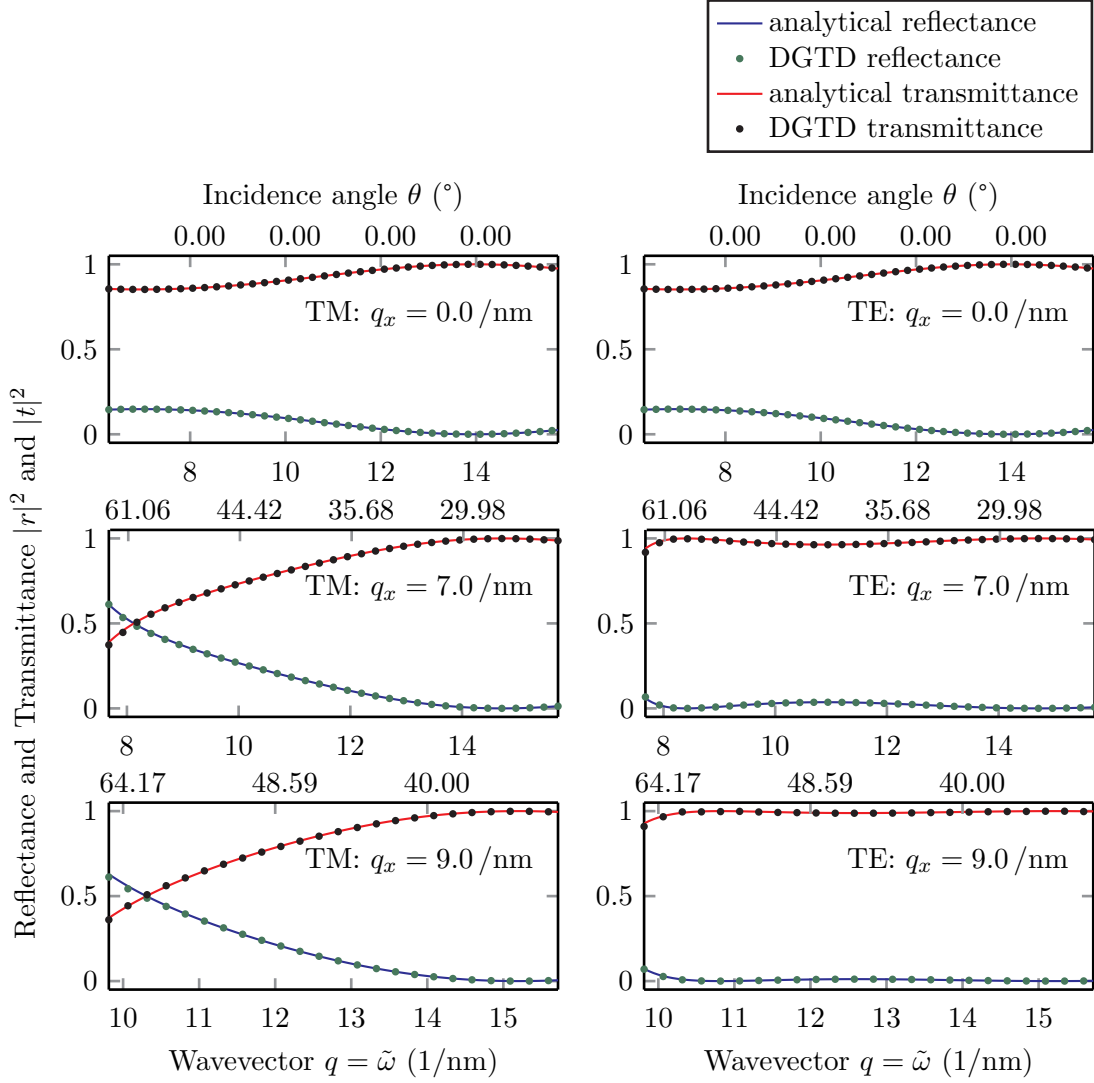 analytical reflectance
DGTD reflectance
analytical transmittance
DGTD transmittance
Reflectance and Transmittance |r|² and |t|²
Incidence angle θ (°)
0.00 0.00 0.00 0.00
1
0.5
0
TM: q_x = 0.0 /nm
8 10 12 14
Incidence angle θ (°)
0.00 0.00 0.00 0.00
1
0.5
0
TE: q_x = 0.0 /nm
8 10 12 14
61.06 44.42 35.68 29.98
1
0.5
0
TM: q_x = 7.0 /nm
8 10 12 14
61.06 44.42 35.68 29.98
1
0.5
0
TE: q_x = 7.0 /nm
8 10 12 14
64.17 48.59 40.00
1
0.5
0
TM: q_x = 9.0 /nm
10 11 12 13 14 15
Wavevector q = ω̃ (1/nm)
64.17 48.59 40.00
1
0.5
0
TE: q_x = 9.0 /nm
10 11 12 13 14 15
Wavevector q = ω̃ (1/nm)